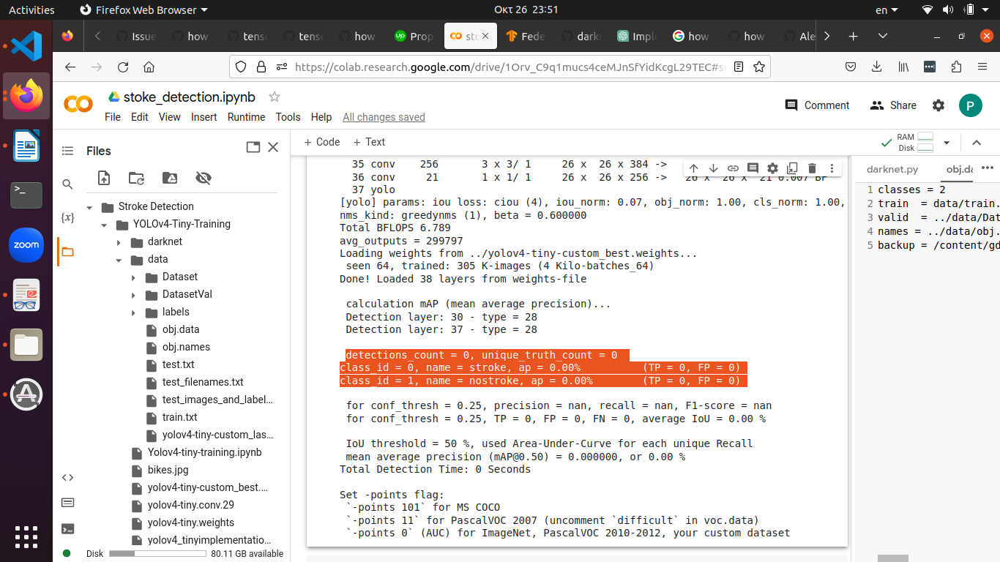 Activities
Firefox Web Browser
Οκτ 26 23:51
en
Issue
how
tenso
tenso
how
Prop
sto
Fede
dark
Imple
how
how
Ale
https://colab.research.google.com/drive/1Orv_C9q1mucs4ceMJnSfYidKcgL29TEC#s
stoke_detection.ipynb
Comment
Share
P
File Edit View Insert Runtime Tools Help All changes saved
Files
+ Code + Text
RAM
Disk
Stroke Detection
YOLOv4-Tiny-Training
darknet
data
Dataset
DatasetVal
labels
obj.data
obj.names
test.txt
test_filenames.txt
test_images_and_label...
train.txt
yolov4-tiny-custom_las...
Yolov4-tiny-training.ipynb
bikes.jpg
yolov4-tiny-custom_best....
yolov4-tiny.conv.29
yolov4-tiny.weights
yolov4_tinyimplementatio...
Disk 80.11 GB available
35 conv 256 3 x 3/ 1 26 x 26 x 384 ->
36 conv 21 1 x 1/ 1 26 x 26 x 256 -> 26 x 26 x 21 0.007 BF
37 yolo
[yolo] params: iou loss: ciou (4), iou_norm: 0.07, obj_norm: 1.00, cls_norm: 1.00,
nms_kind: greedynms (1), beta = 0.600000
Total BFLOPS 6.789
avg_outputs = 299797
Loading weights from ../yolov4-tiny-custom_best.weights...
seen 64, trained: 305 K-images (4 Kilo-batches_64)
Done! Loaded 38 layers from weights-file
calculation mAP (mean average precision)...
Detection layer: 30 - type = 28
Detection layer: 37 - type = 28
detections_count = 0, unique_truth_count = 0
class_id = 0, name = stroke, ap = 0.00% (TP = 0, FP = 0)
class_id = 1, name = nostroke, ap = 0.00% (TP = 0, FP = 0)
for conf_thresh = 0.25, precision = nan, recall = nan, F1-score = nan
for conf_thresh = 0.25, TP = 0, FP = 0, FN = 0, average IoU = 0.00 %
IoU threshold = 50 %, used Area-Under-Curve for each unique Recall
mean average precision (mAP@0.50) = 0.000000, or 0.00 %
Total Detection Time: 0 Seconds
Set -points flag:
`-points 101` for MS COCO
`-points 11` for PascalVOC 2007 (uncomment `difficult` in voc.data)
`-points 0` (AUC) for ImageNet, PascalVOC 2010-2012, your custom dataset
darknet.py obj.da
1 classes = 2
2 train = data/train.
3 valid = ../data/Dat
4 names = ../data/obj.
5 backup = /content/gd
zoom